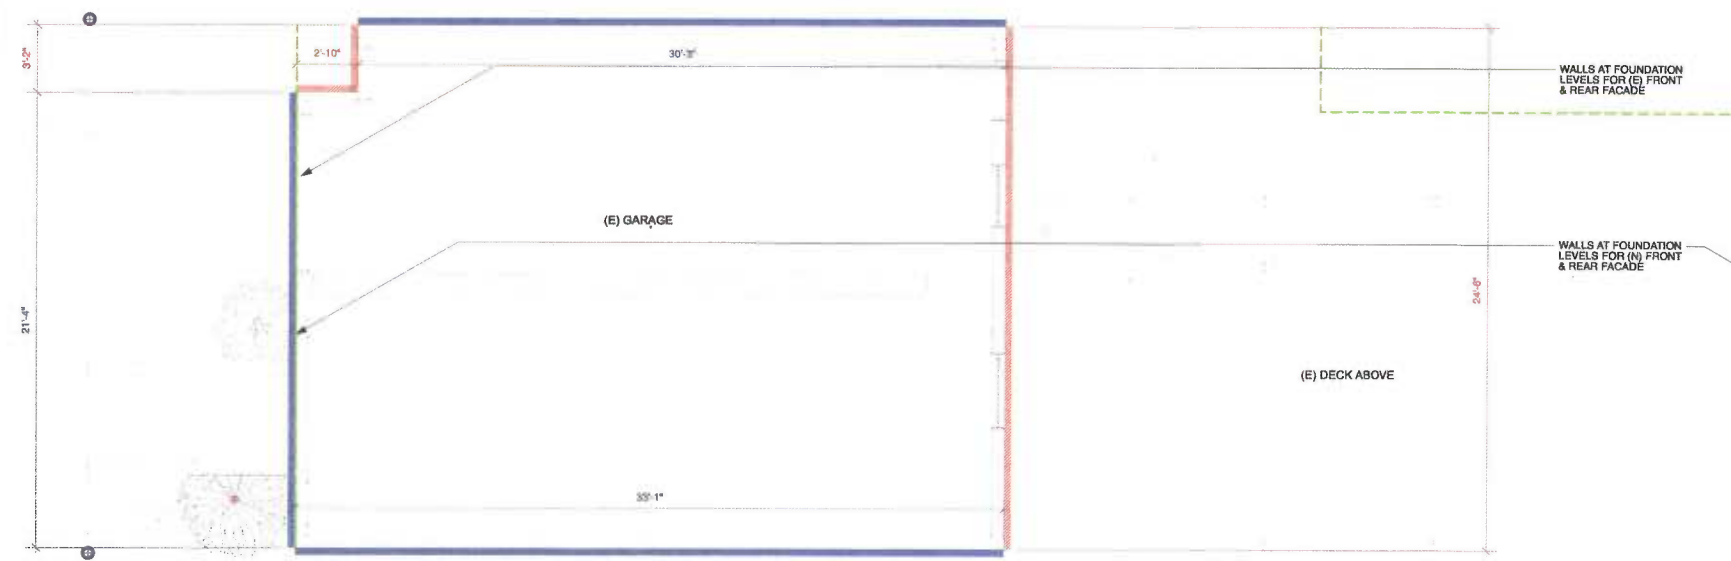 2'-10"
30'-3"
3'-2"
WALLS AT FOUNDATION
LEVELS FOR (E) FRONT
& REAR FACADE
(E) GARAGE
WALLS AT FOUNDATION
LEVELS FOR (N) FRONT
& REAR FACADE
24'-6"
21'-4"
(E) DECK ABOVE
33'-1"